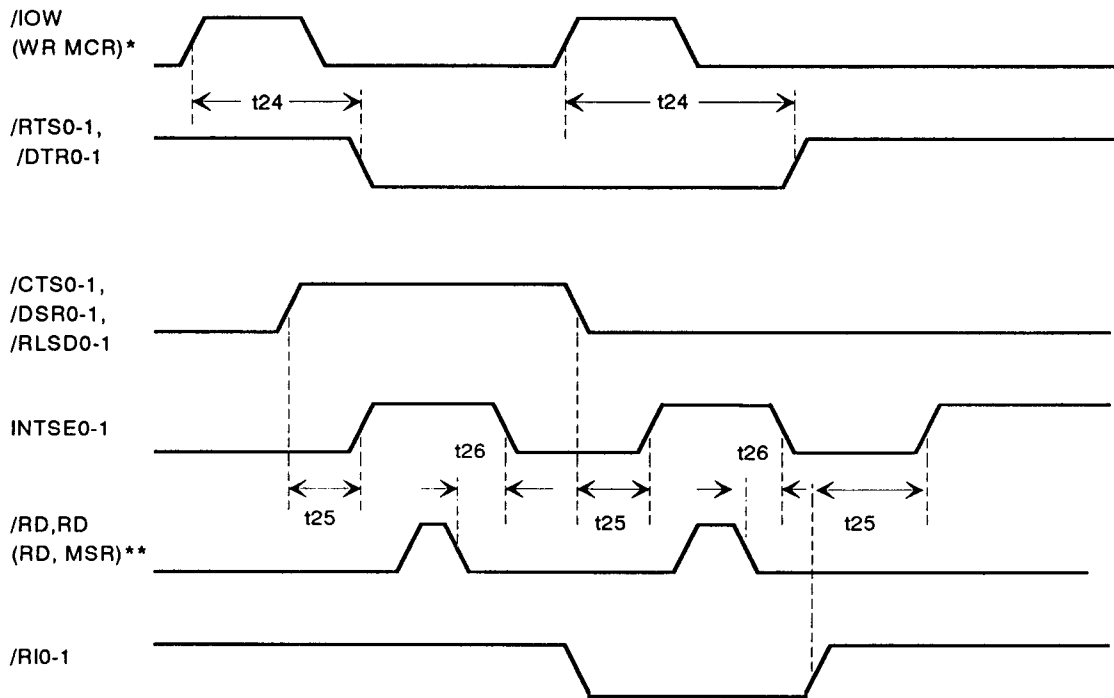 /IOW
(WR MCR)*
t24
t24
/RTS0-1,
/DTR0-1
/CTS0-1,
/DSR0-1,
/RLSD0-1
INTSE0-1
t26
t26
t25
t25
t25
/RD,RD
(RD, MSR)**
/RI0-1